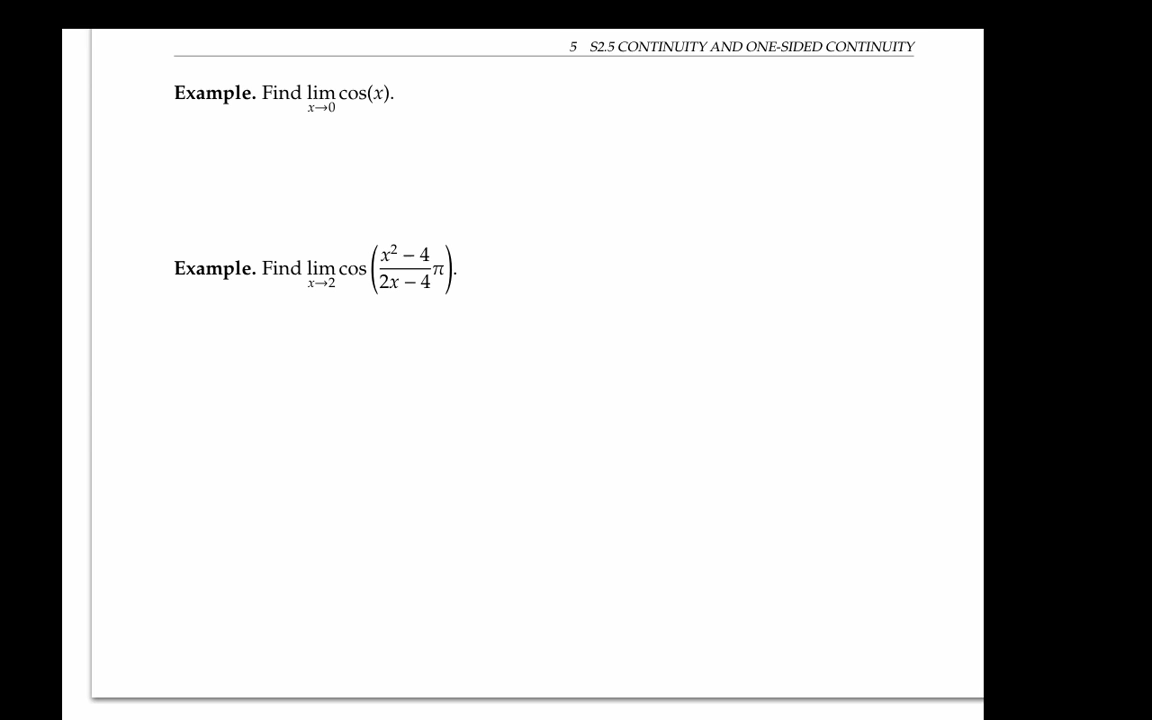 5 S2.5 CONTINUITY AND ONE-SIDED CONTINUITY
Example. Find lim cos(x).
x→0
Example. Find lim cos((x² − 4)/(2x − 4) π).
x→2